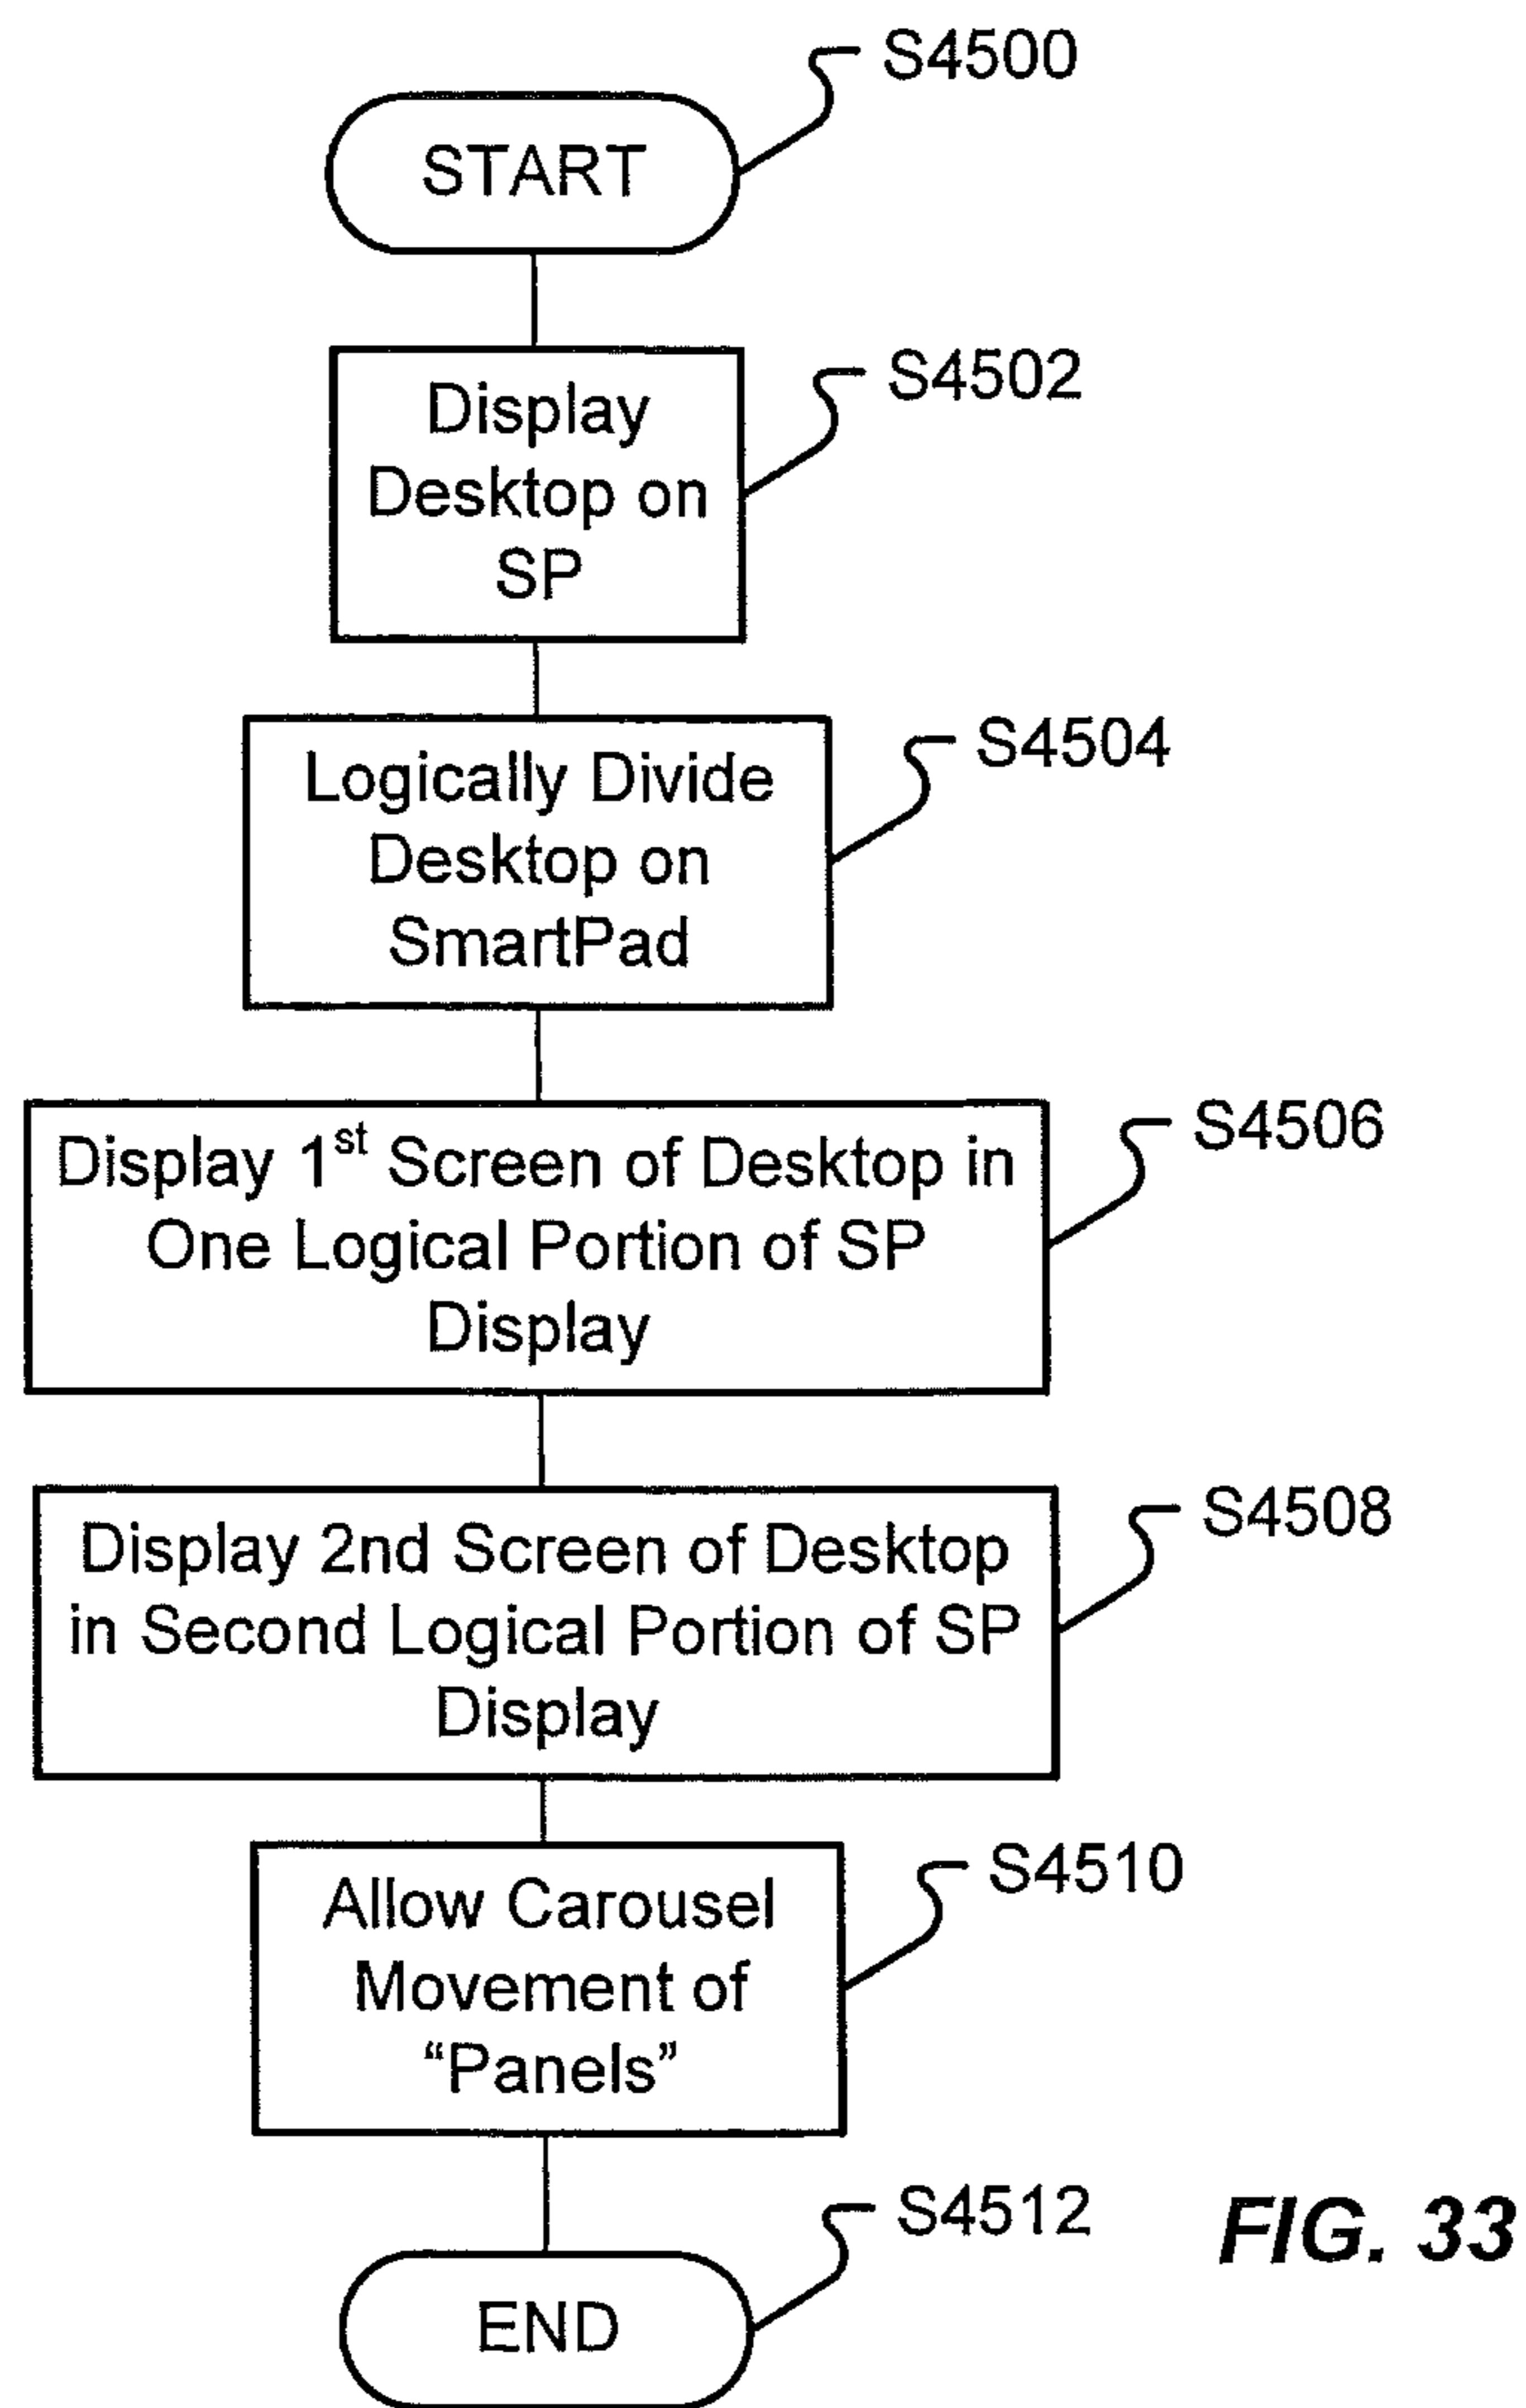 S4500
START
S4502
Display
Desktop on
SP
S4504
Logically Divide
Desktop on
SmartPad
S4506
Display 1st Screen of Desktop in
One Logical Portion of SP
Display
S4508
Display 2nd Screen of Desktop
in Second Logical Portion of SP
Display
S4510
Allow Carousel
Movement of
“Panels”
S4512
END
FIG. 33